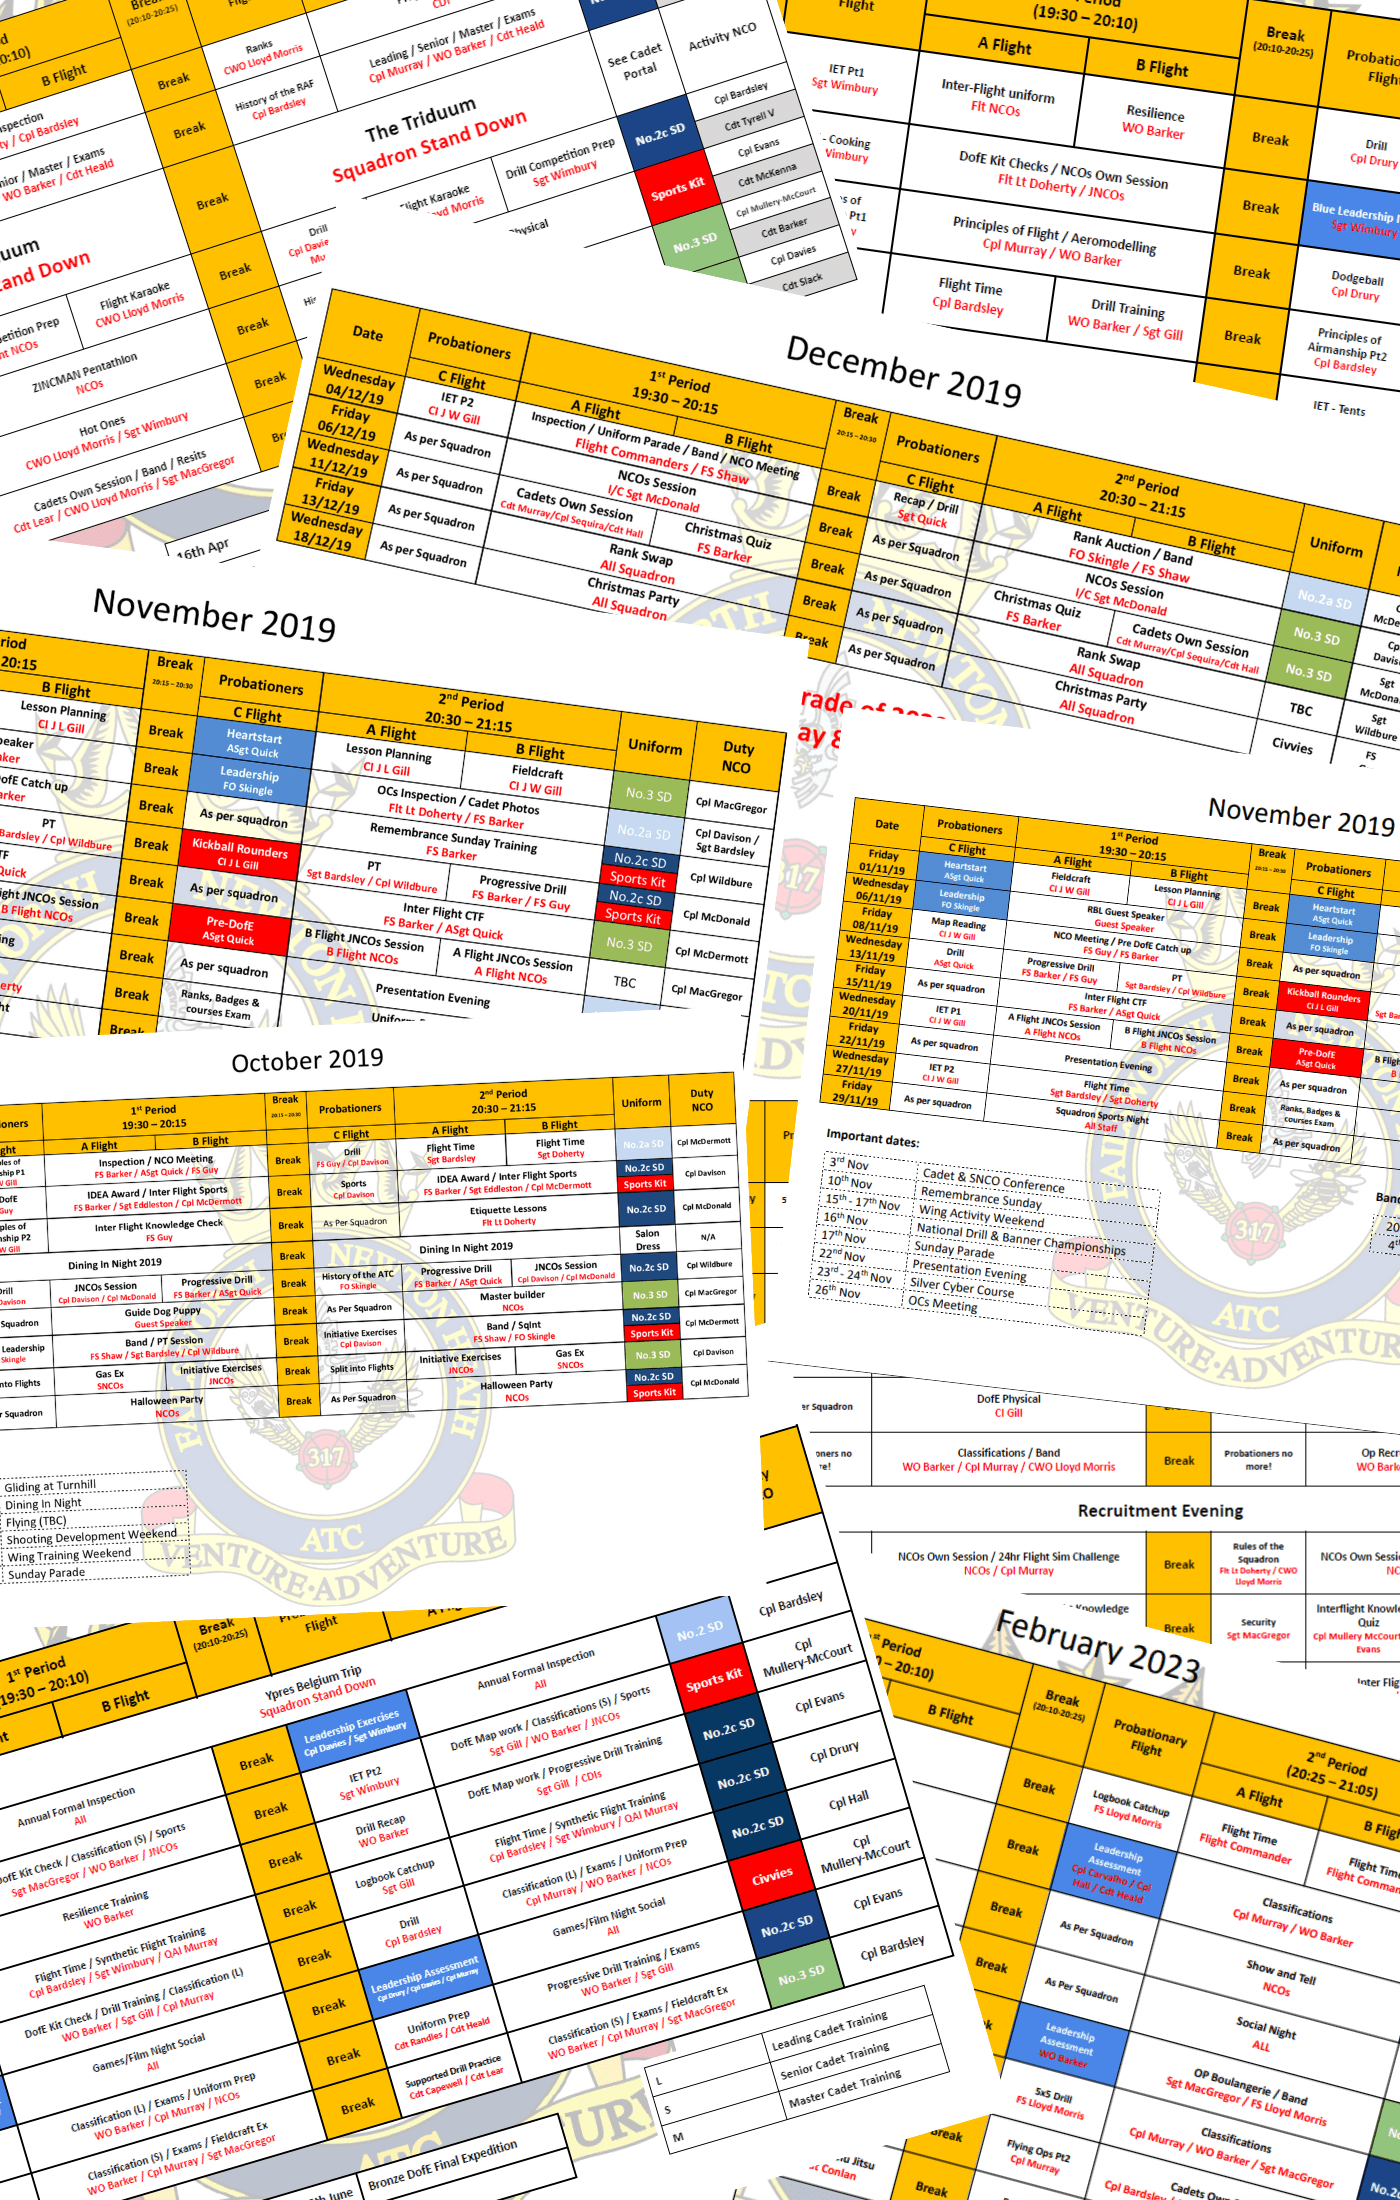 Break
(20:10-20:25)
B Flight
Break
Ranks
CWO Lloyd Morris
Leading / Senior / Master / Exams
Cpl Murray / WO Barker / Cdt Heald
See Cadet
Portal
Activity NCO
Break
History of the RAF
Cpl Bardsley
The Triduum
Squadron Stand Down
No.2c SD
Cpl Bardsley
Cdt Tyrell V
Break
Flight Karaoke
Drill Competition Prep
Sgt Wimbury
Sports Kit
Cpl Evans
Cdt McKenna
No.3 SD
Cpl Mullery-McCourt
Cdt Barker
Cpl Davies
Cdt Slack
Break
Flight Karaoke
CWO Lloyd Morris
Break
ZINCMAN Pentathlon
NCOs
Break
Hot Ones
CWO Lloyd Morris / Sgt Wimbury
Cadets Own Session / Band / Resits
Cdt Lear / CWO Lloyd Morris / Sgt MacGregor
16th Apr
Flight
(19:30 – 20:10)
A Flight
B Flight
Break
(20:10-20:25)
IET Pt1
Sgt Wimbury
Inter-Flight uniform
Flt NCOs
Resilience
WO Barker
Break
Drill
Cpl Drury
DofE Kit Checks / NCOs Own Session
Flt Lt Doherty / JNCOs
Break
Sgt Wimbury
Principles of Flight / Aeromodelling
Cpl Murray / WO Barker
Break
Dodgeball
Cpl Drury
Flight Time
Cpl Bardsley
Drill Training
WO Barker / Sgt Gill
Break
Principles of
Airmanship Pt2
Cpl Bardsley
IET - Tents
December 2019
Date
Probationers
1st Period
19:30 – 20:15
Break
20:15 – 20:30
Probationers
2nd Period
20:30 – 21:15
Uniform
C Flight
A Flight
B Flight
C Flight
A Flight
B Flight
Wednesday
04/12/19
IET P2
CI J W Gill
Inspection / Uniform Parade / Band / NCO Meeting
Flight Commanders / FS Shaw
Break
Recap / Drill
Sgt Quick
Rank Auction / Band
FO Skingle / FS Shaw
No.2a SD
Friday
06/12/19
As per Squadron
NCOs Session
I/C Sgt McDonald
Break
As per Squadron
NCOs Session
I/C Sgt McDonald
No.3 SD
Wednesday
11/12/19
As per Squadron
Cadets Own Session
Cdt Murray/Cpl Sequira/Cdt Hall
Christmas Quiz
FS Barker
Break
As per Squadron
Christmas Quiz
FS Barker
Cadets Own Session
Cdt Murray/Cpl Sequira/Cdt Hall
No.3 SD
Friday
13/12/19
As per Squadron
Rank Swap
All Squadron
Break
As per Squadron
Rank Swap
All Squadron
TBC
Wednesday
18/12/19
As per Squadron
Christmas Party
All Squadron
Break
As per Squadron
Christmas Party
All Squadron
Civvies
November 2019
20:15
B Flight
Break
20:15 – 20:30
Probationers
C Flight
2nd Period
20:30 – 21:15
A Flight
B Flight
Uniform
Duty
NCO
Lesson Planning
CI J L Gill
Break
Heartstart
ASgt Quick
Lesson Planning
CI J L Gill
Fieldcraft
CI J W Gill
No.3 SD
Cpl MacGregor
Break
Leadership
FO Skingle
OCs Inspection / Cadet Photos
Flt Lt Doherty / FS Barker
No.2a SD
Cpl Davison /
Sgt Bardsley
Break
As per squadron
Remembrance Sunday Training
FS Barker
No.2c SD
Sports Kit
Cpl Wildbure
PT
Bardsley / Cpl Wildbure
Break
Kickball Rounders
CI J L Gill
PT
Sgt Bardsley / Cpl Wildbure
Progressive Drill
FS Barker / FS Guy
No.2c SD
Sports Kit
Cpl McDonald
Break
As per squadron
Inter Flight CTF
FS Barker / ASgt Quick
No.3 SD
Cpl McDermott
Break
Pre-DofE
ASgt Quick
B Flight JNCOs Session
B Flight NCOs
A Flight JNCOs Session
A Flight NCOs
TBC
Cpl MacGregor
Break
As per squadron
Presentation Evening
Break
Ranks, Badges &
courses Exam
November 2019
Date
Probationers
1st Period
19:30 – 20:15
Break
20:15 – 20:30
Probationers
C Flight
A Flight
B Flight
C Flight
Friday
01/11/19
Heartstart
ASgt Quick
Fieldcraft
CI J W Gill
Lesson Planning
CI J L Gill
Break
Heartstart
ASgt Quick
Wednesday
06/11/19
Leadership
FO Skingle
RBL Guest Speaker
Guest Speaker
Break
Leadership
FO Skingle
Friday
08/11/19
Map Reading
CI J W Gill
NCO Meeting / Pre DofE Catch up
FS Guy / FS Barker
Break
As per squadron
Wednesday
13/11/19
Drill
ASgt Quick
Progressive Drill
FS Barker / FS Guy
PT
Sgt Bardsley / Cpl Wildbure
Break
Kickball Rounders
CI J L Gill
Friday
15/11/19
As per squadron
Inter Flight CTF
FS Barker / ASgt Quick
Break
As per squadron
Wednesday
20/11/19
IET P1
CI J W Gill
A Flight JNCOs Session
A Flight NCOs
B Flight JNCOs Session
B Flight NCOs
Break
Pre-DofE
ASgt Quick
Friday
22/11/19
As per squadron
Presentation Evening
Break
As per squadron
Wednesday
27/11/19
IET P2
CI J W Gill
Flight Time
Sgt Bardsley / Sgt Doherty
Break
Ranks, Badges &
courses Exam
Friday
29/11/19
As per squadron
Squadron Sports Night
All Staff
Break
As per squadron
Important dates:
3rd Nov Cadet & SNCO Conference
10th Nov Remembrance Sunday
15th - 17th Nov Wing Activity Weekend
16th Nov National Drill & Banner Championships
17th Nov Sunday Parade
22nd Nov Presentation Evening
23rd - 24th Nov Silver Cyber Course
26th Nov OCs Meeting
317
ATC
VENTURE·ADVENTURE
October 2019
1st Period
19:30 – 20:15
Break
20:15 – 20:30
Probationers
2nd Period
20:30 – 21:15
Uniform
Duty
NCO
A Flight
B Flight
C Flight
A Flight
B Flight
Inspection / NCO Meeting
FS Barker / ASgt Quick / FS Guy
Break
Drill
FS Guy / Cpl Davison
Flight Time
Sgt Bardsley
Flight Time
Sgt Doherty
No.2a SD
Cpl McDermott
IDEA Award / Inter Flight Sports
FS Barker / Sgt Eddleston / Cpl McDermott
Break
Sports
Cpl Davison
IDEA Award / Inter Flight Sports
FS Barker / Sgt Eddleston / Cpl McDermott
No.2c SD
Sports Kit
Cpl Davison
Inter Flight Knowledge Check
FS Guy
Break
As Per Squadron
Etiquette Lessons
Flt Lt Doherty
No.2c SD
Cpl McDonald
Dining In Night 2019
Break
Dining In Night 2019
Salon
Dress
N/A
JNCOs Session
Cpl Davison / Cpl McDonald
Progressive Drill
FS Barker / ASgt Quick
Break
History of the ATC
FO Skingle
Progressive Drill
FS Barker / ASgt Quick
JNCOs Session
Cpl Davison / Cpl McDonald
No.2c SD
Cpl Wildbure
Guide Dog Puppy
Guest Speaker
Break
As Per Squadron
Master builder
NCOs
No.3 SD
Cpl MacGregor
Band / PT Session
FS Shaw / Sgt Bardsley / Cpl Wildbure
Break
Initiative Exercises
Cpl Davison
Band / SqInt
FS Shaw / FO Skingle
No.2c SD
Sports Kit
Cpl McDermott
Gas Ex
SNCOs
Initiative Exercises
JNCOs
Break
Split into Flights
Initiative Exercises
JNCOs
Gas Ex
SNCOs
No.3 SD
Cpl Davison
Halloween Party
NCOs
Break
As Per Squadron
Halloween Party
NCOs
No.2c SD
Sports Kit
Cpl McDonald
Gliding at Turnhill
Dining In Night
Flying (TBC)
Shooting Development Weekend
Wing Training Weekend
Sunday Parade
317
ATC
VENTURE·ADVENTURE
DofE Physical
CI Gill
Classifications / Band
WO Barker / Cpl Murray / CWO Lloyd Morris
Break
Probationers no
more!
Recruitment Evening
NCOs Own Session / 24hr Flight Sim Challenge
NCOs / Cpl Murray
Break
Rules of the
Squadron
Flt Lt Doherty / CWO
Lloyd Morris
Break
Security
Sgt MacGregor
Quiz
Cpl Mullery McCourt
Evans
1st Period
(19:30 – 20:10)
B Flight
Break
(20:10-20:25)
Flight
Ypres Belgium Trip
Squadron Stand Down
Annual Formal Inspection
All
Break
Leadership Exercises
Cpl Davies / Sgt Wimbury
Annual Formal Inspection
All
No.2 SD
Cpl Bardsley
DofE Kit Check / Classification (S) / Sports
Sgt MacGregor / WO Barker / JNCOs
Break
IET Pt2
Sgt Wimbury
DofE Map work / Classifications (S) / Sports
Sgt Gill / WO Barker / JNCOs
Sports Kit
Cpl
Mullery-McCourt
Resilience Training
WO Barker
Break
Drill Recap
WO Barker
DofE Map work / Progressive Drill Training
Sgt Gill / CDIs
No.2c SD
Cpl Evans
Flight Time / Synthetic Flight Training
Cpl Bardsley / Sgt Wimbury / QAI Murray
Break
Logbook Catchup
Sgt Gill
Flight Time / Synthetic Flight Training
Cpl Bardsley / Sgt Wimbury / QAI Murray
No.2c SD
Cpl Drury
DofE Kit Check / Drill Training / Classification (L)
WO Barker / Sgt Gill / Cpl Murray
Break
Drill
Cpl Bardsley
Classification (L) / Exams / Uniform Prep
Cpl Murray / WO Barker / NCOs
No.2c SD
Cpl Hall
Games/Film Night Social
All
Break
Leadership Assessment
Cpl Drury / Cpl Davies / Cpl Murray
Games/Film Night Social
All
Civvies
Cpl
Mullery-McCourt
Classification (L) / Exams / Uniform Prep
WO Barker / Cpl Murray / NCOs
Break
Uniform Prep
Cdt Randles / Cdt Heald
Progressive Drill Training / Exams
WO Barker / Sgt Gill
No.2c SD
Cpl Evans
Classification (S) / Exams / Fieldcraft Ex
WO Barker / Cpl Murray / Sgt MacGregor
Break
Supported Drill Practice
Cdt Capewell / Cdt Lear
Classification (S) / Exams / Fieldcraft Ex
WO Barker / Cpl Murray / Sgt MacGregor
No.3 SD
Cpl Bardsley
L Leading Cadet Training
S Senior Cadet Training
M Master Cadet Training
Bronze DofE Final Expedition
February 2023
B Flight
Break
(20:10-20:25)
Probationary
Flight
2nd Period
(20:25 – 21:05)
A Flight
Break
Logbook Catchup
FS Lloyd Morris
Flight Time
Flight Commander
Break
Leadership
Assessment
Cpl Carvalho / Cpl
Hall / Cdt Heald
Classifications
Cpl Murray / WO Barker
Break
As Per Squadron
Show and Tell
NCOs
Break
As Per Squadron
Social Night
ALL
Leadership
Assessment
WO Barker
OP Boulangerie / Band
Sgt MacGregor / FS Lloyd Morris
5x5 Drill
FS Lloyd Morris
Classifications
Cpl Murray / WO Barker / Sgt MacGregor
Break
Flying Ops Pt2
Cpl Murray